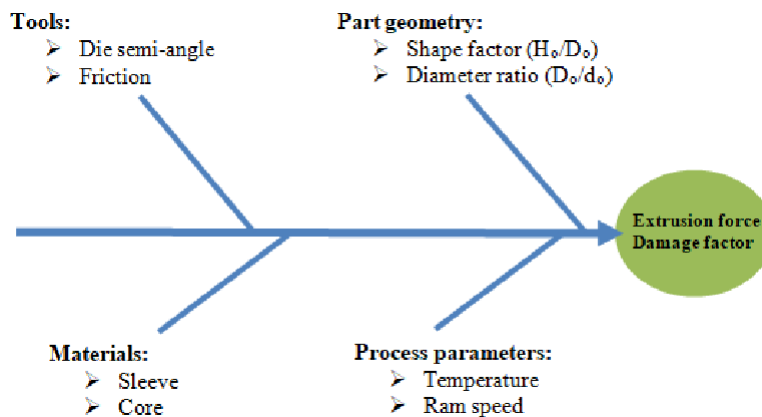 Tools:
➢ Die semi-angle
➢ Friction
Part geometry:
➢ Shape factor (H₀/D₀)
➢ Diameter ratio (D₀/d₀)
Extrusion force
Damage factor
Materials:
➢ Sleeve
➢ Core
Process parameters:
➢ Temperature
➢ Ram speed